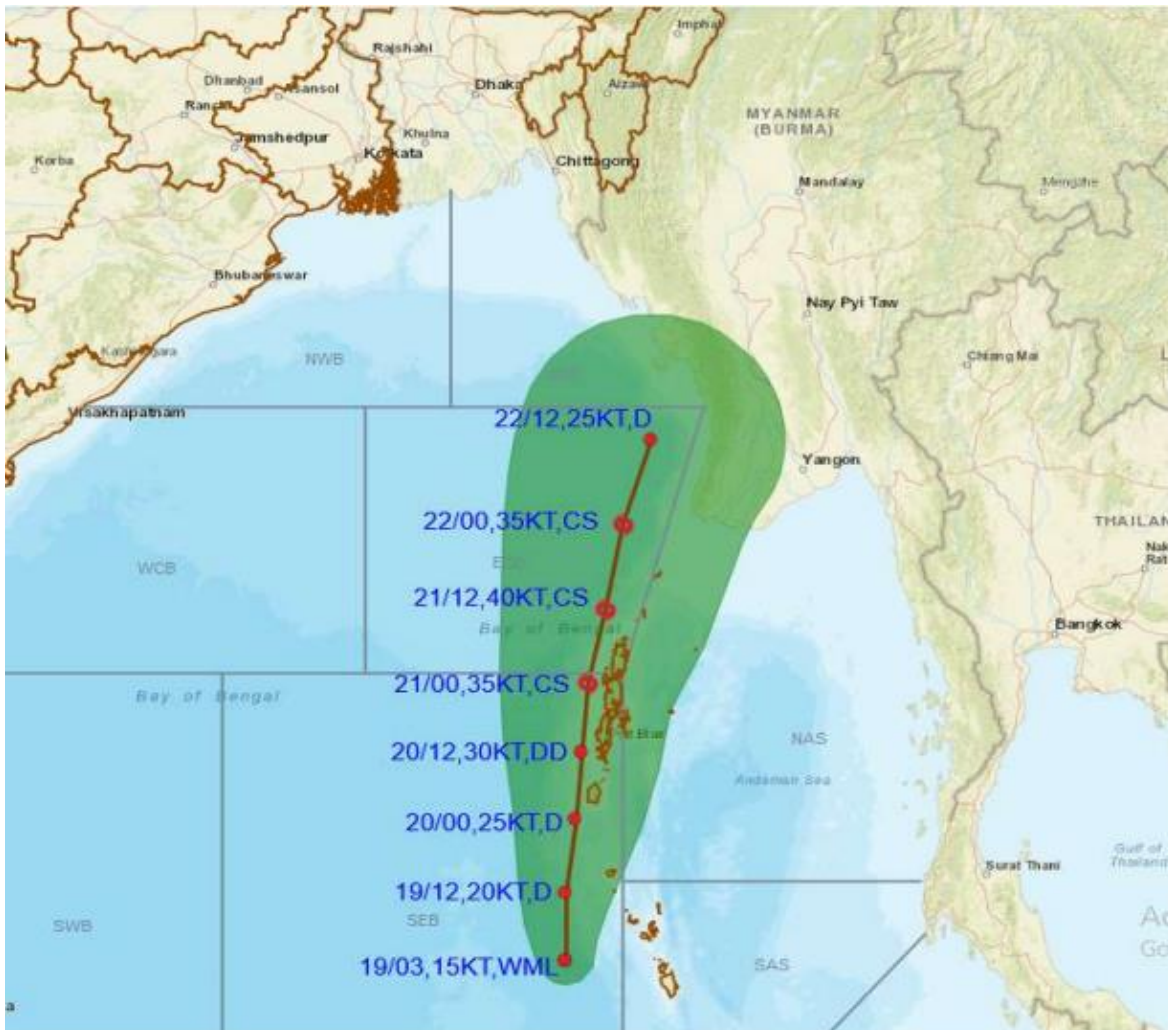 Imphal
Rajshahi
Dhanbad
Asansol
Dhaka
Aizawl
MYANMAR
(BURMA)
Jamshedpur
Khulna
Korba
Kolkata
Chittagong
Mandalay
Bhubaneswar
Nay Pyi Taw
NWB
Chiang Mai
Visakhapatnam
22/12,25KT,D
Yangon
22/00,35KT,CS
THAILAN
WCB
21/12,40KT,CS
Bay of Bengal
Bangkok
21/00,35KT,CS
Bay of Bengal
20/12,30KT,DD
NAS
Andaman Sea
20/00,25KT,D
Gulf of
Thailand
Surat Thani
19/12,20KT,D
SWB
SEB
19/03,15KT,WML
SAS